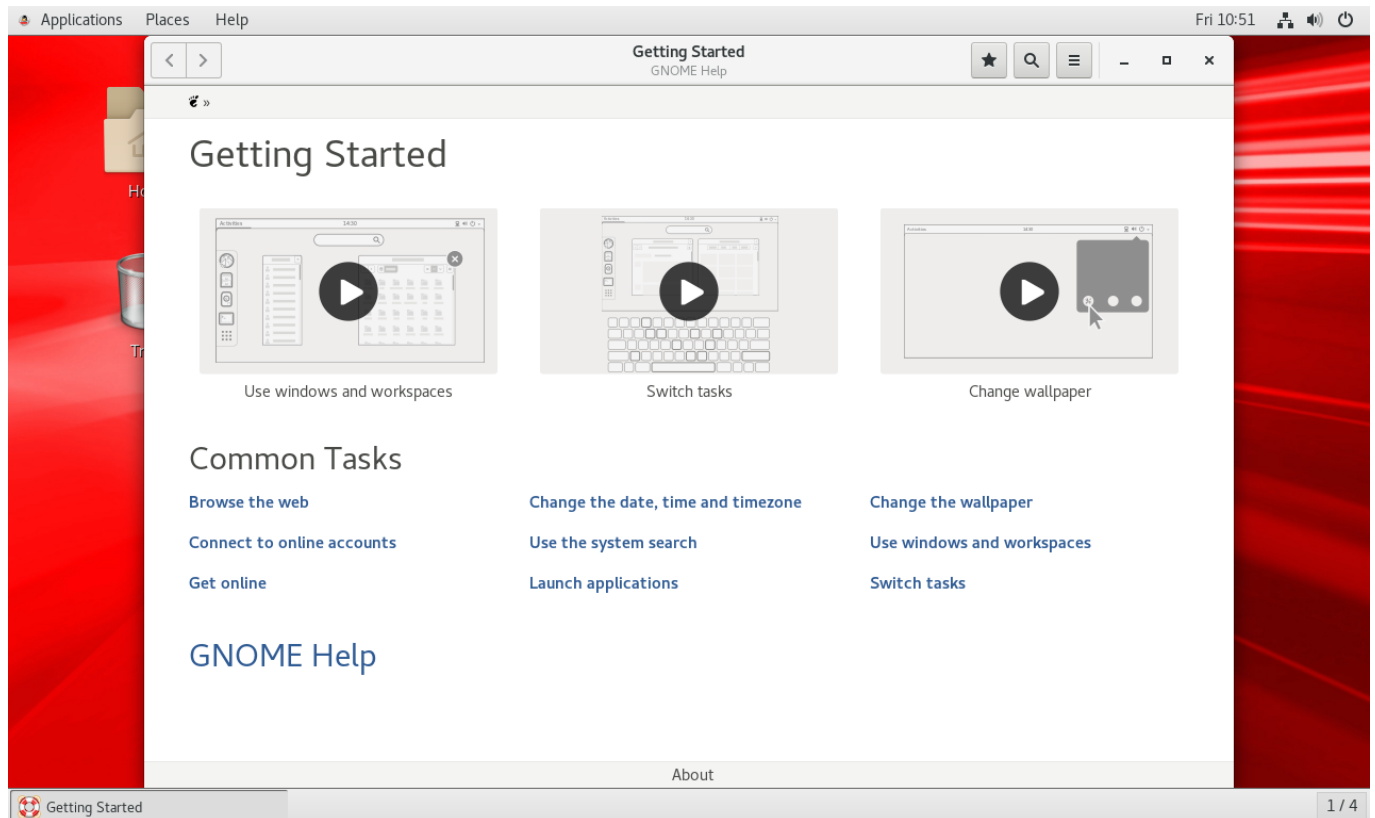 Applications Places Help Fri 10:51
Getting Started
GNOME Help
»
Getting Started
Activities 14:30
Use windows and workspaces Switch tasks Change wallpaper
Common Tasks
Browse the web Change the date, time and timezone Change the wallpaper
Connect to online accounts Use the system search Use windows and workspaces
Get online Launch applications Switch tasks
GNOME Help
About
Getting Started 1 / 4